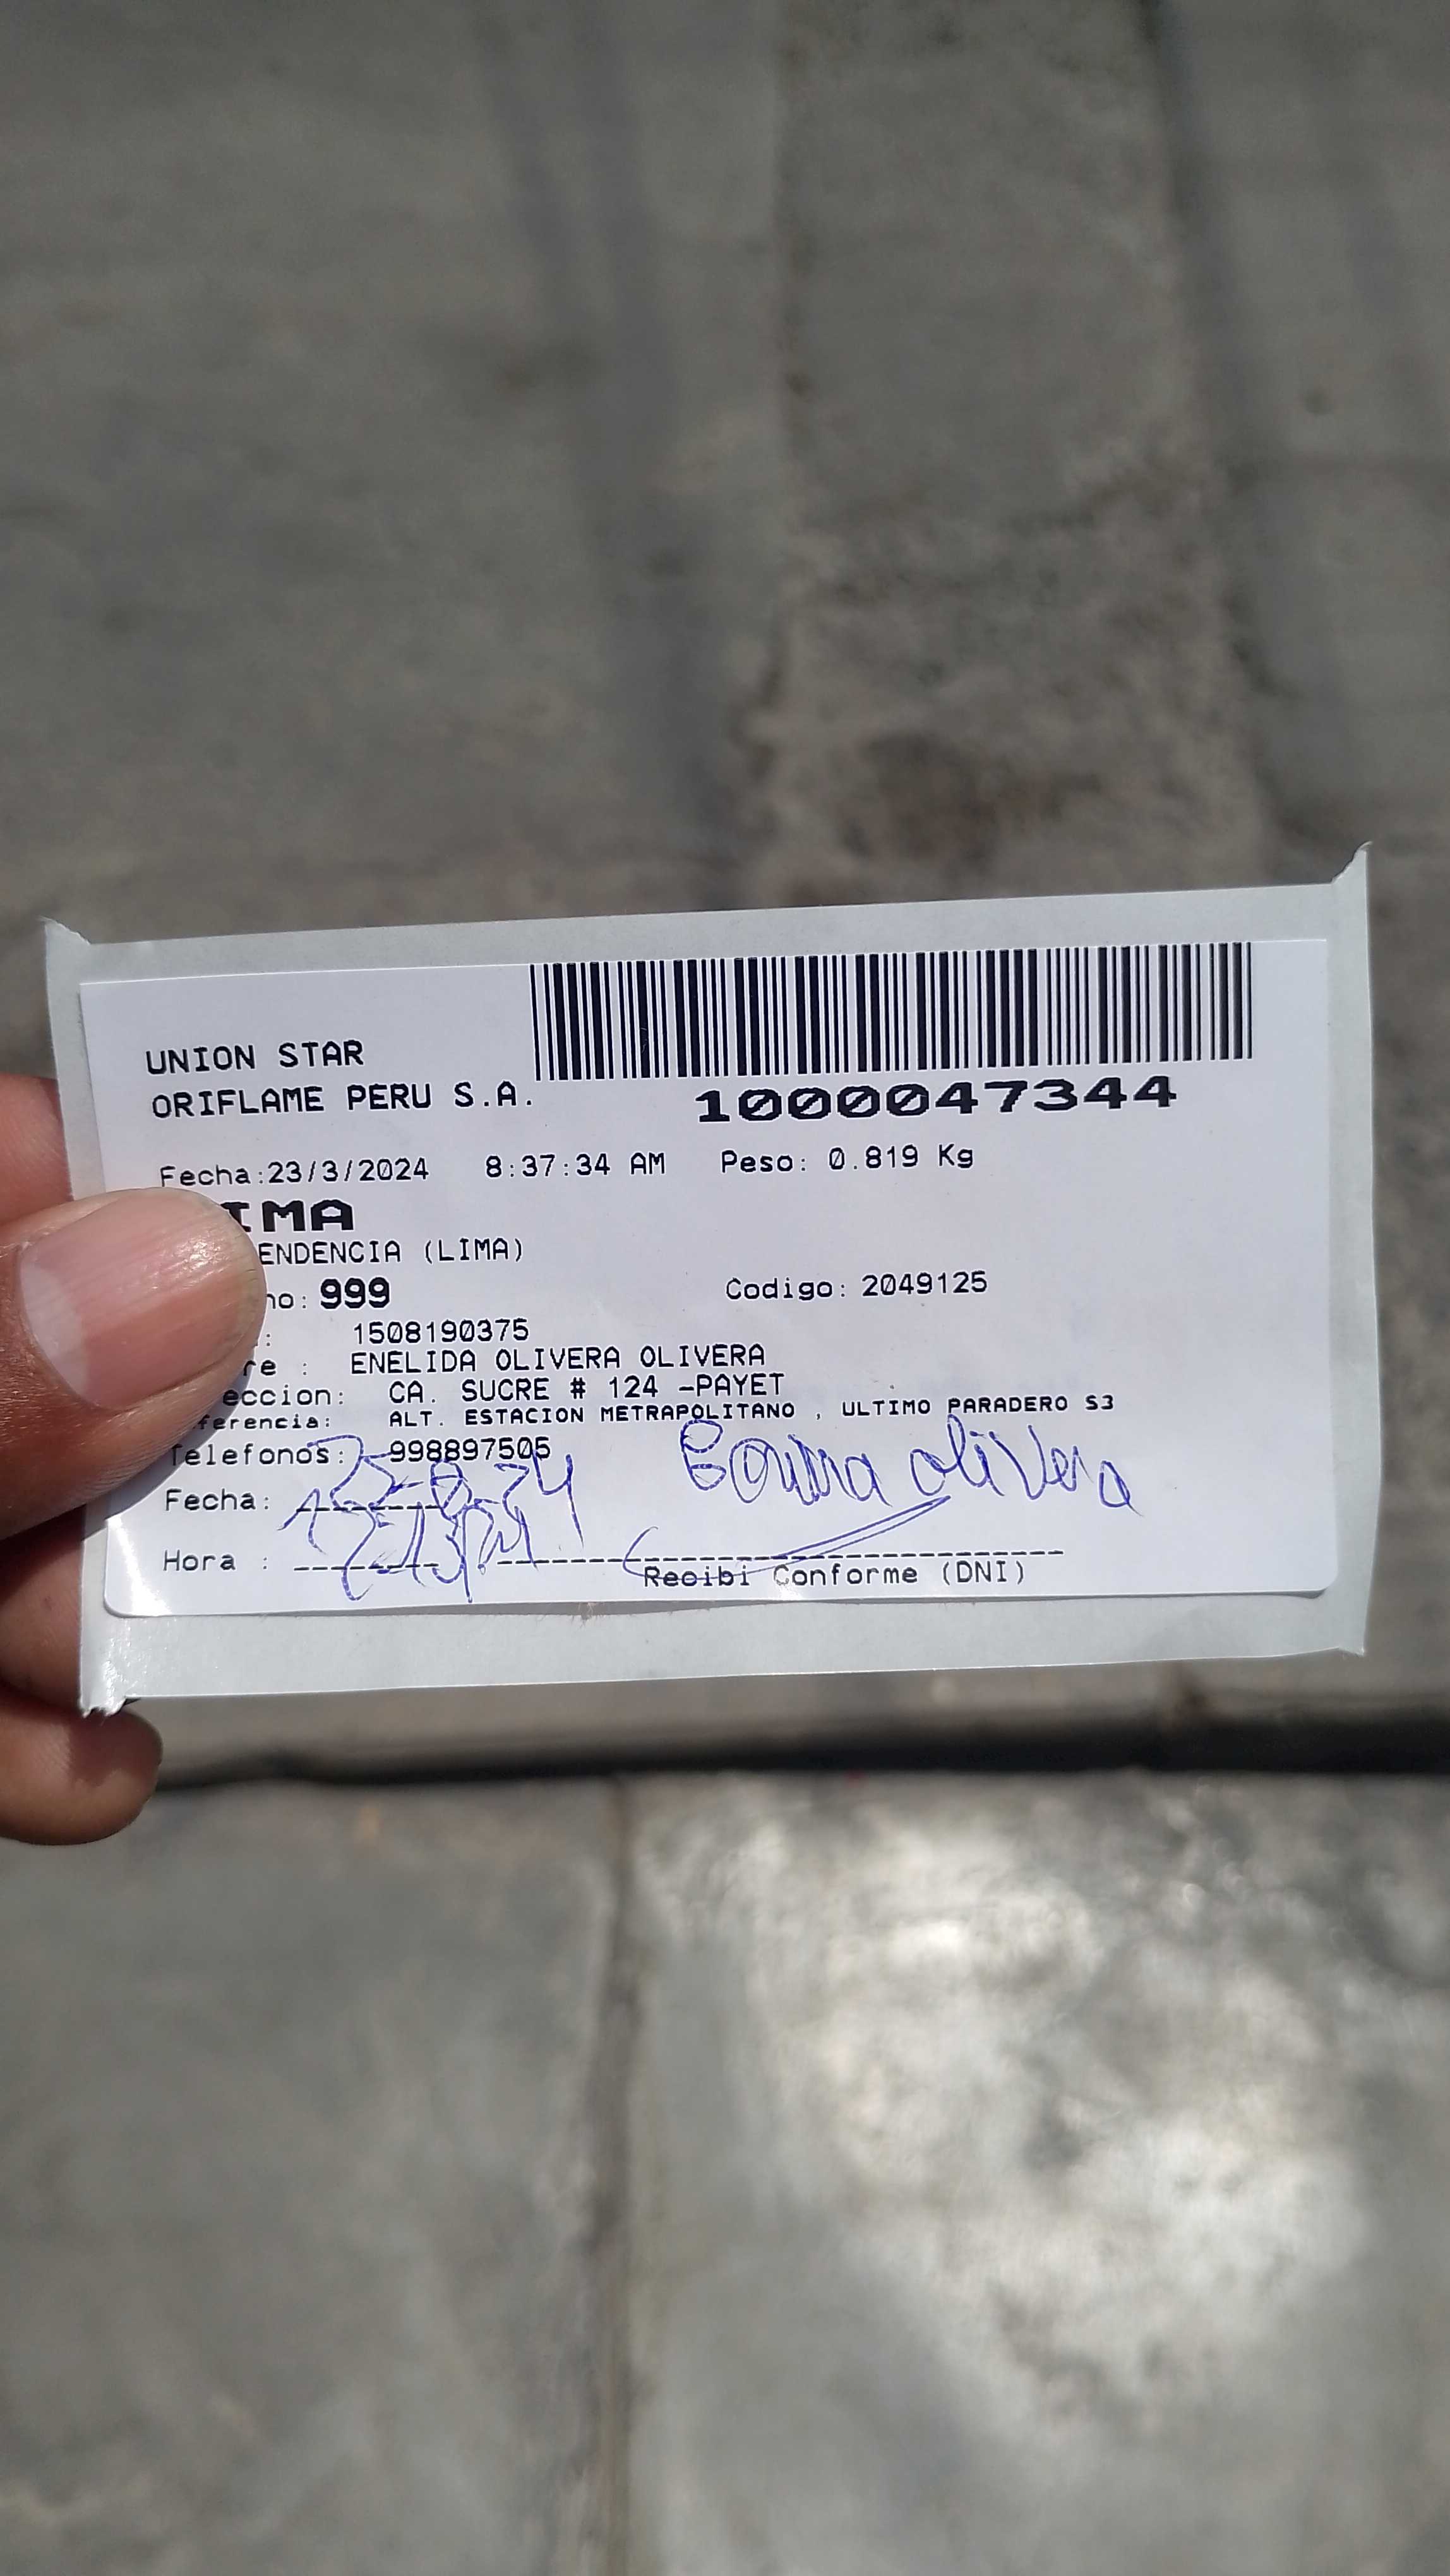 UNION STAR
ORIFLAME PERU S.A.
1000047344
Fecha:23/3/2024 8:37:34 AM Peso: 0.819 Kg
IMA
ENDENCIA (LIMA)
no: 999 Codigo: 2049125
: 1508190375
re : ENELIDA OLIVERA OLIVERA
eccion: CA. SUCRE # 124 -PAYET
ferencia: ALT. ESTACION METRAPOLITANO , ULTIMO PARADERO S3
Telefonos: 998897505
olivera
Fecha:
Hora :
Recibi Conforme (DNI)